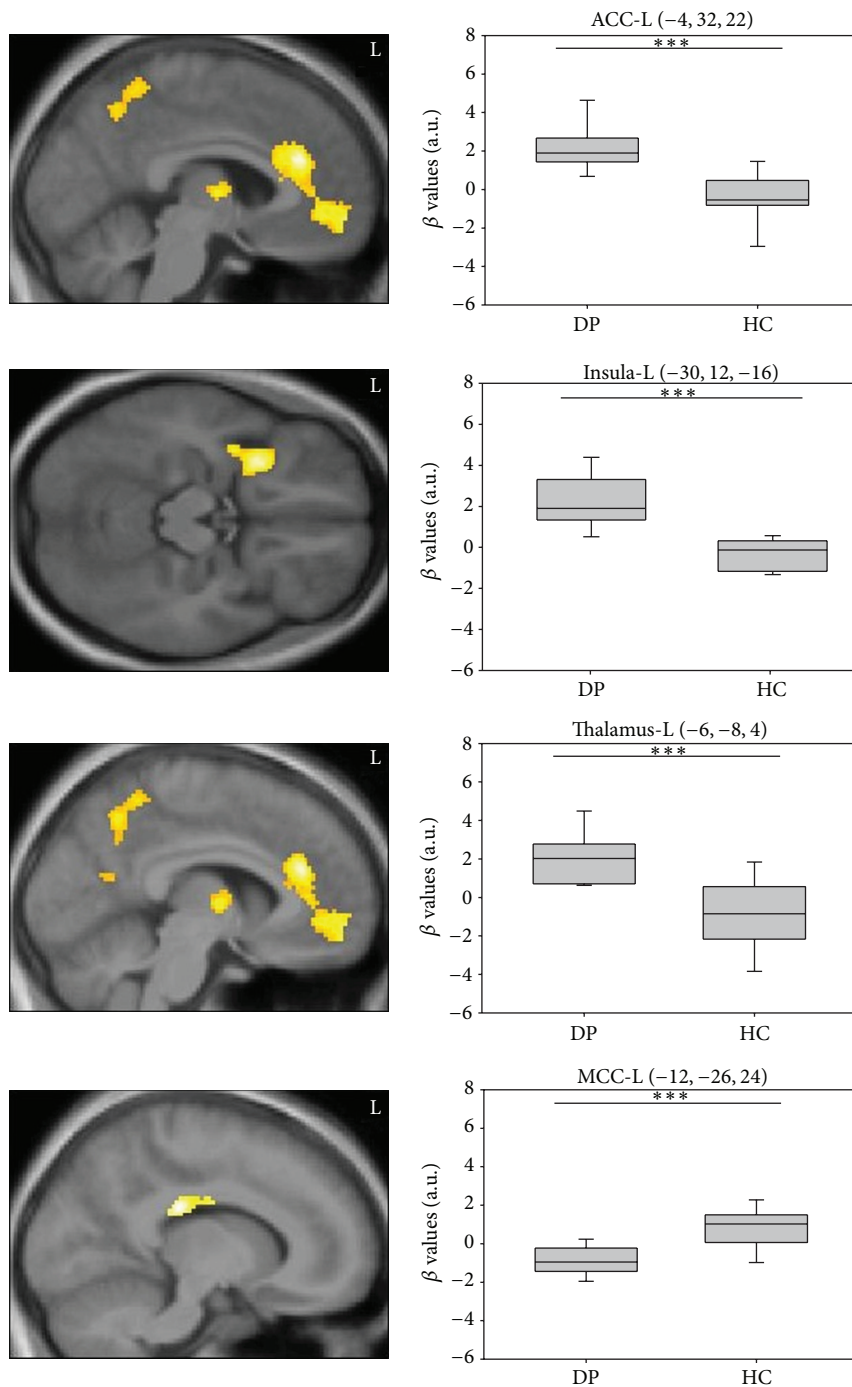 L
ACC-L (−4, 32, 22)
***
8
6
4
2
0
−2
−4
−6
β values (a.u.)
DP HC
L
Insula-L (−30, 12, −16)
***
8
6
4
2
0
−2
−4
−6
β values (a.u.)
DP HC
L
Thalamus-L (−6, −8, 4)
***
8
6
4
2
0
−2
−4
−6
β values (a.u.)
DP HC
L
MCC-L (−12, −26, 24)
***
8
6
4
2
0
−2
−4
−6
β values (a.u.)
DP HC